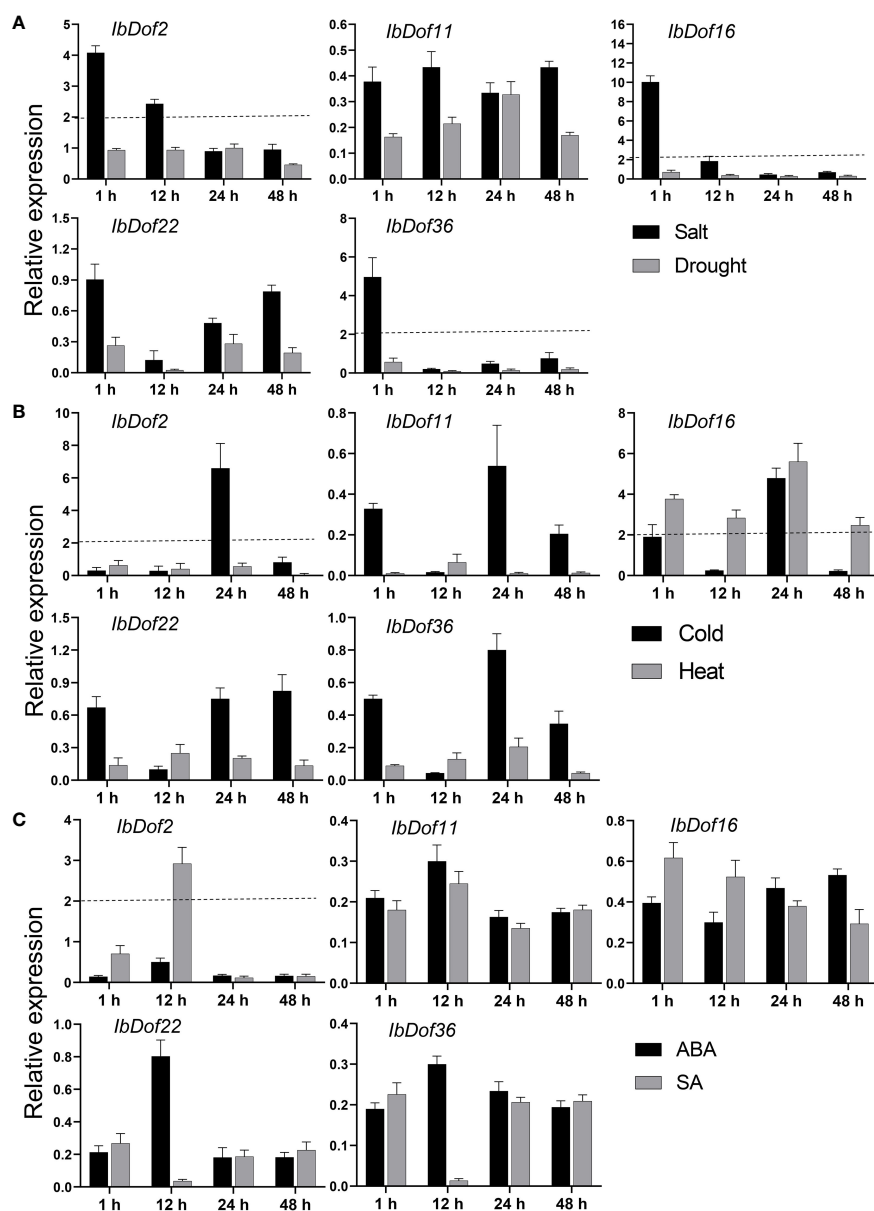 A
IbDof2
IbDof11
IbDof16
5
4
3
2
1
0
0.6
0.5
0.4
0.3
0.2
0.1
0.0
16
14
12
10
8
6
4
2
0
1 h 12 h 24 h 48 h
1 h 12 h 24 h 48 h
1 h 12 h 24 h 48 h
Relative expression
IbDof22
IbDof36
1.5
1.2
0.9
0.6
0.3
0.0
8
6
4
2
0
1 h 12 h 24 h 48 h
1 h 12 h 24 h 48 h
Salt
Drought
B
IbDof2
IbDof11
IbDof16
10
8
6
4
2
0
0.8
0.6
0.4
0.2
0.0
8
6
4
2
0
1 h 12 h 24 h 48 h
1 h 12 h 24 h 48 h
1 h 12 h 24 h 48 h
Relative expression
IbDof22
IbDof36
1.5
1.2
0.9
0.6
0.3
0.0
1.0
0.8
0.6
0.4
0.2
0.0
1 h 12 h 24 h 48 h
1 h 12 h 24 h 48 h
Cold
Heat
C
IbDof2
IbDof11
IbDof16
4
3
2
1
0
0.4
0.3
0.2
0.1
0.0
0.8
0.6
0.4
0.2
0.0
1 h 12 h 24 h 48 h
1 h 12 h 24 h 48 h
1 h 12 h 24 h 48 h
Relative expression
IbDof22
IbDof36
1.0
0.8
0.6
0.4
0.2
0.0
0.4
0.3
0.2
0.1
0.0
1 h 12 h 24 h 48 h
1 h 12 h 24 h 48 h
ABA
SA